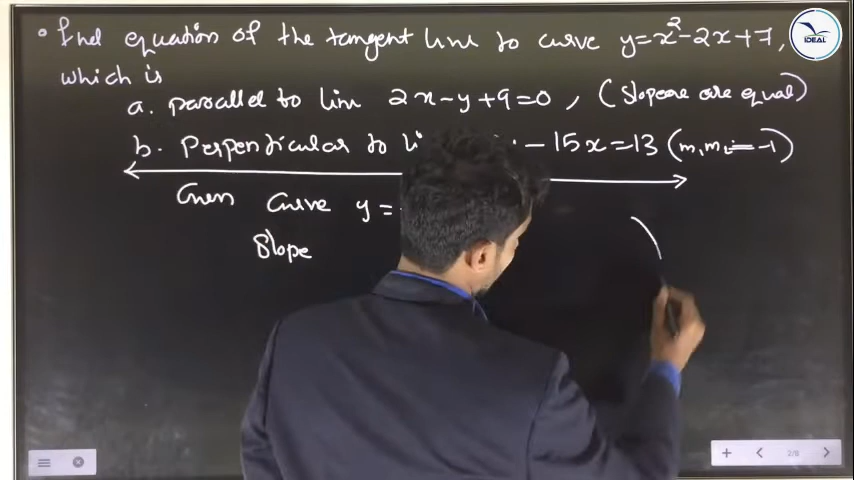 IDEAL
• find equation of the tangent line to curve y=x²-2x+7,
which is
a. parallel to line 2x-y+9=0, (slopes are equal)
b. Perpendicular to - 15x=13 (m₁m₂=-1)
Given Curve y=
Slope
2/8